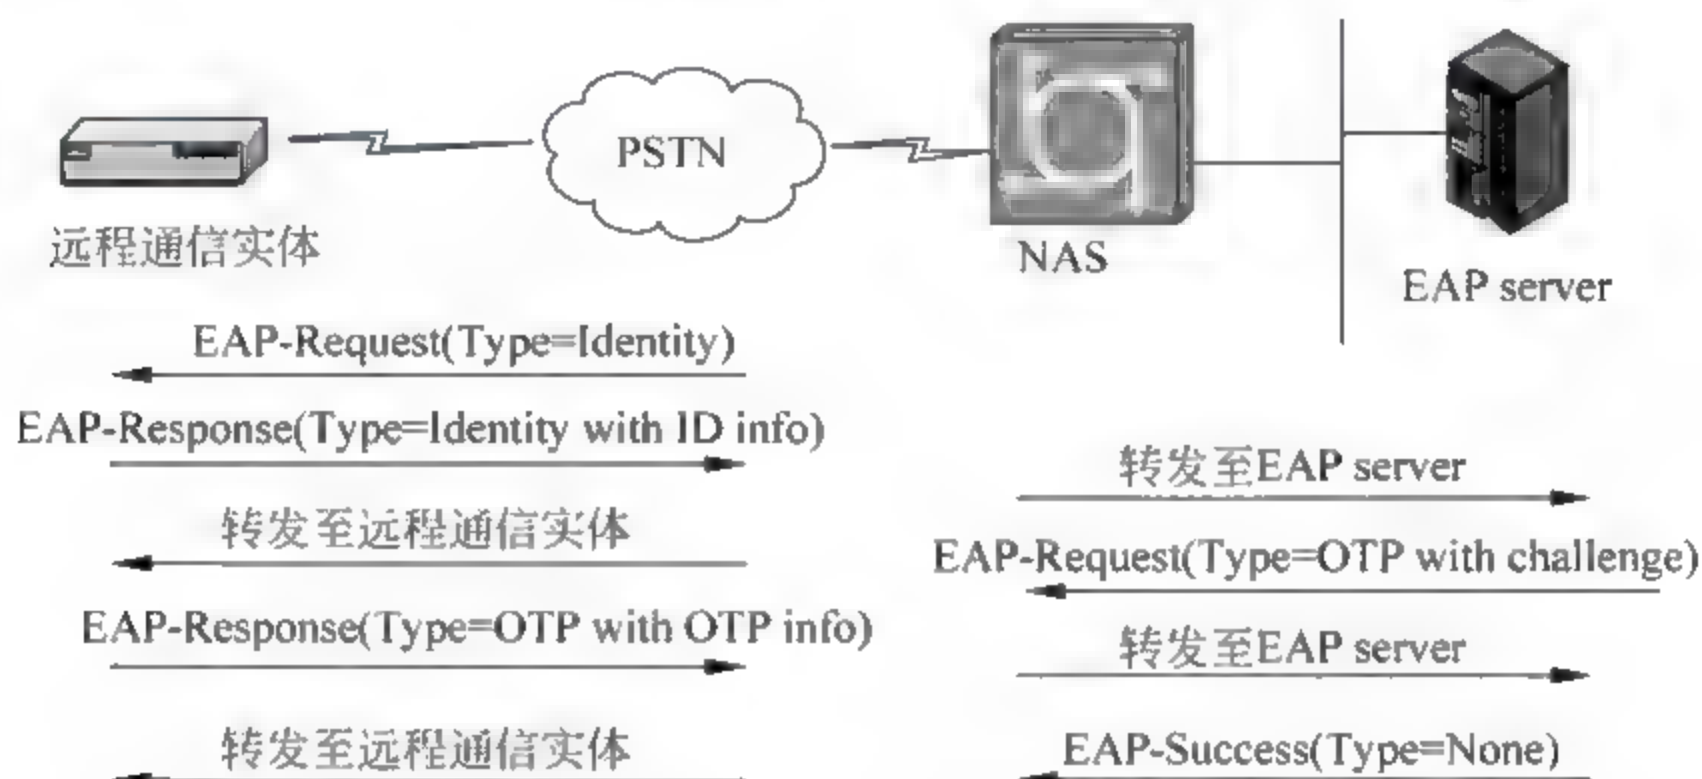 PSTN
远程通信实体
NAS
EAP server
EAP-Request(Type=Identity)
EAP-Response(Type=Identity with ID info)
转发至EAP server
转发至远程通信实体
EAP-Request(Type=OTP with challenge)
EAP-Response(Type=OTP with OTP info)
转发至EAP server
转发至远程通信实体
EAP-Success(Type=None)